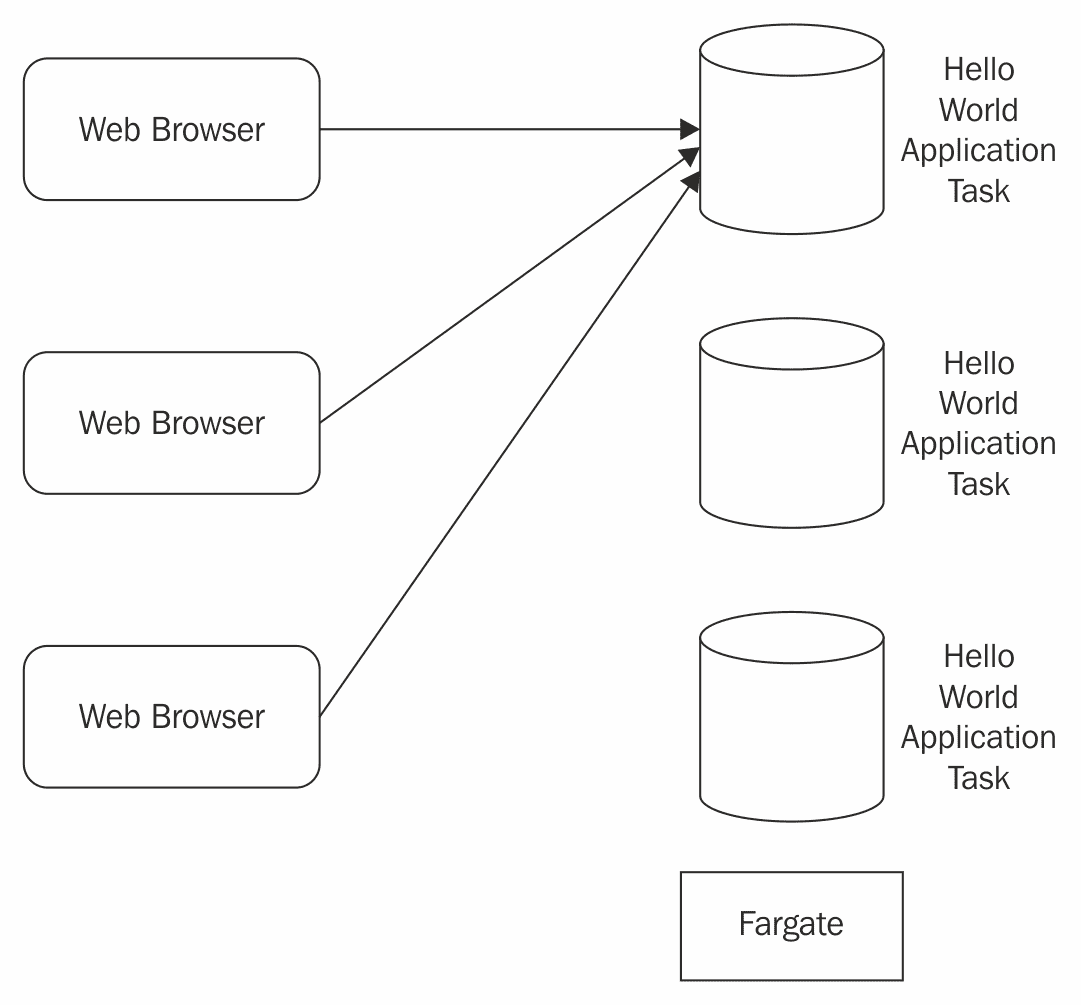 Web Browser
Hello
World
Application
Task
Web Browser
Hello
World
Application
Task
Web Browser
Hello
World
Application
Task
Fargate